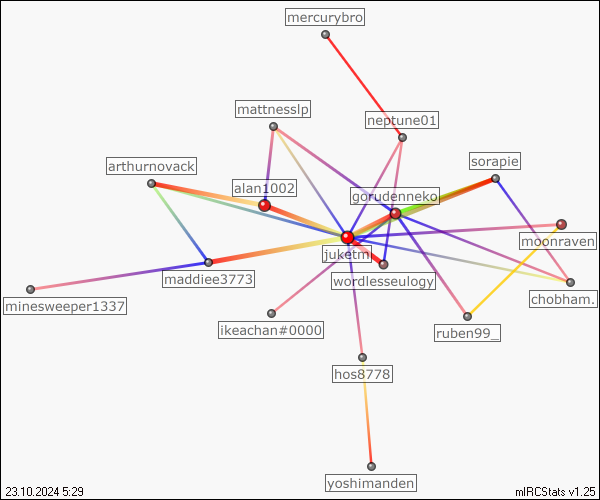 mercurybro
mattnesslp
neptune01
arthurnovack
sorapie
alan1002
gorudenneko
moonraven
juketm
maddiee3773
wordlesseulogy
chobham.
minesweeper1337
ikeachan#0000
ruben99_
hos8778
yoshimanden
23.10.2024 5:29
mIRCStats v1.25